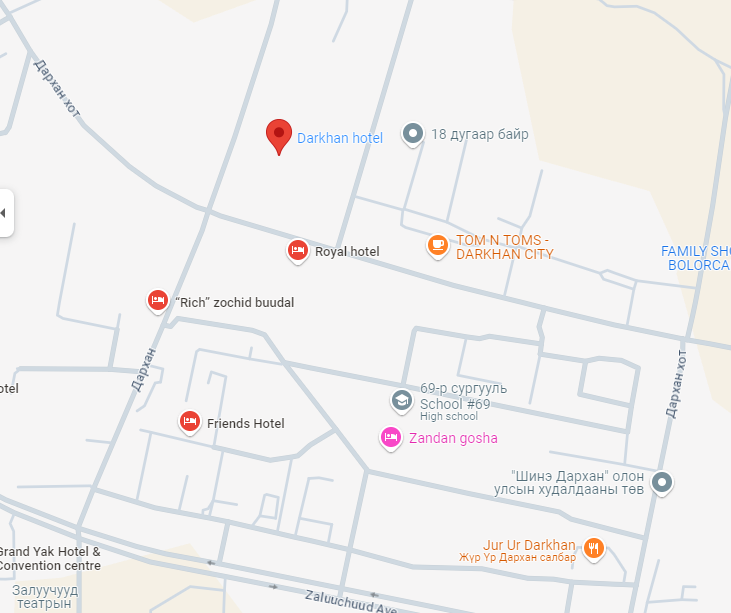 Дархан хот
Darkhan hotel
18 дугаар байр
TOM N TOMS -
DARKHAN CITY
Royal hotel
FAMILY SHO
BOLORCA
“Rich” zochid buudal
Дархан
Дархан хот
otel
69-р сургууль
School #69
High school
Friends Hotel
Zandan gosha
"Шинэ Дархан" олон
улсын худалдааны төв
Jur Ur Darkhan
Жүр Үр Дархан салбар
Grand Yak Hotel &
Convention centre
Залуучууд
театрын
Zaluuchuud Ave